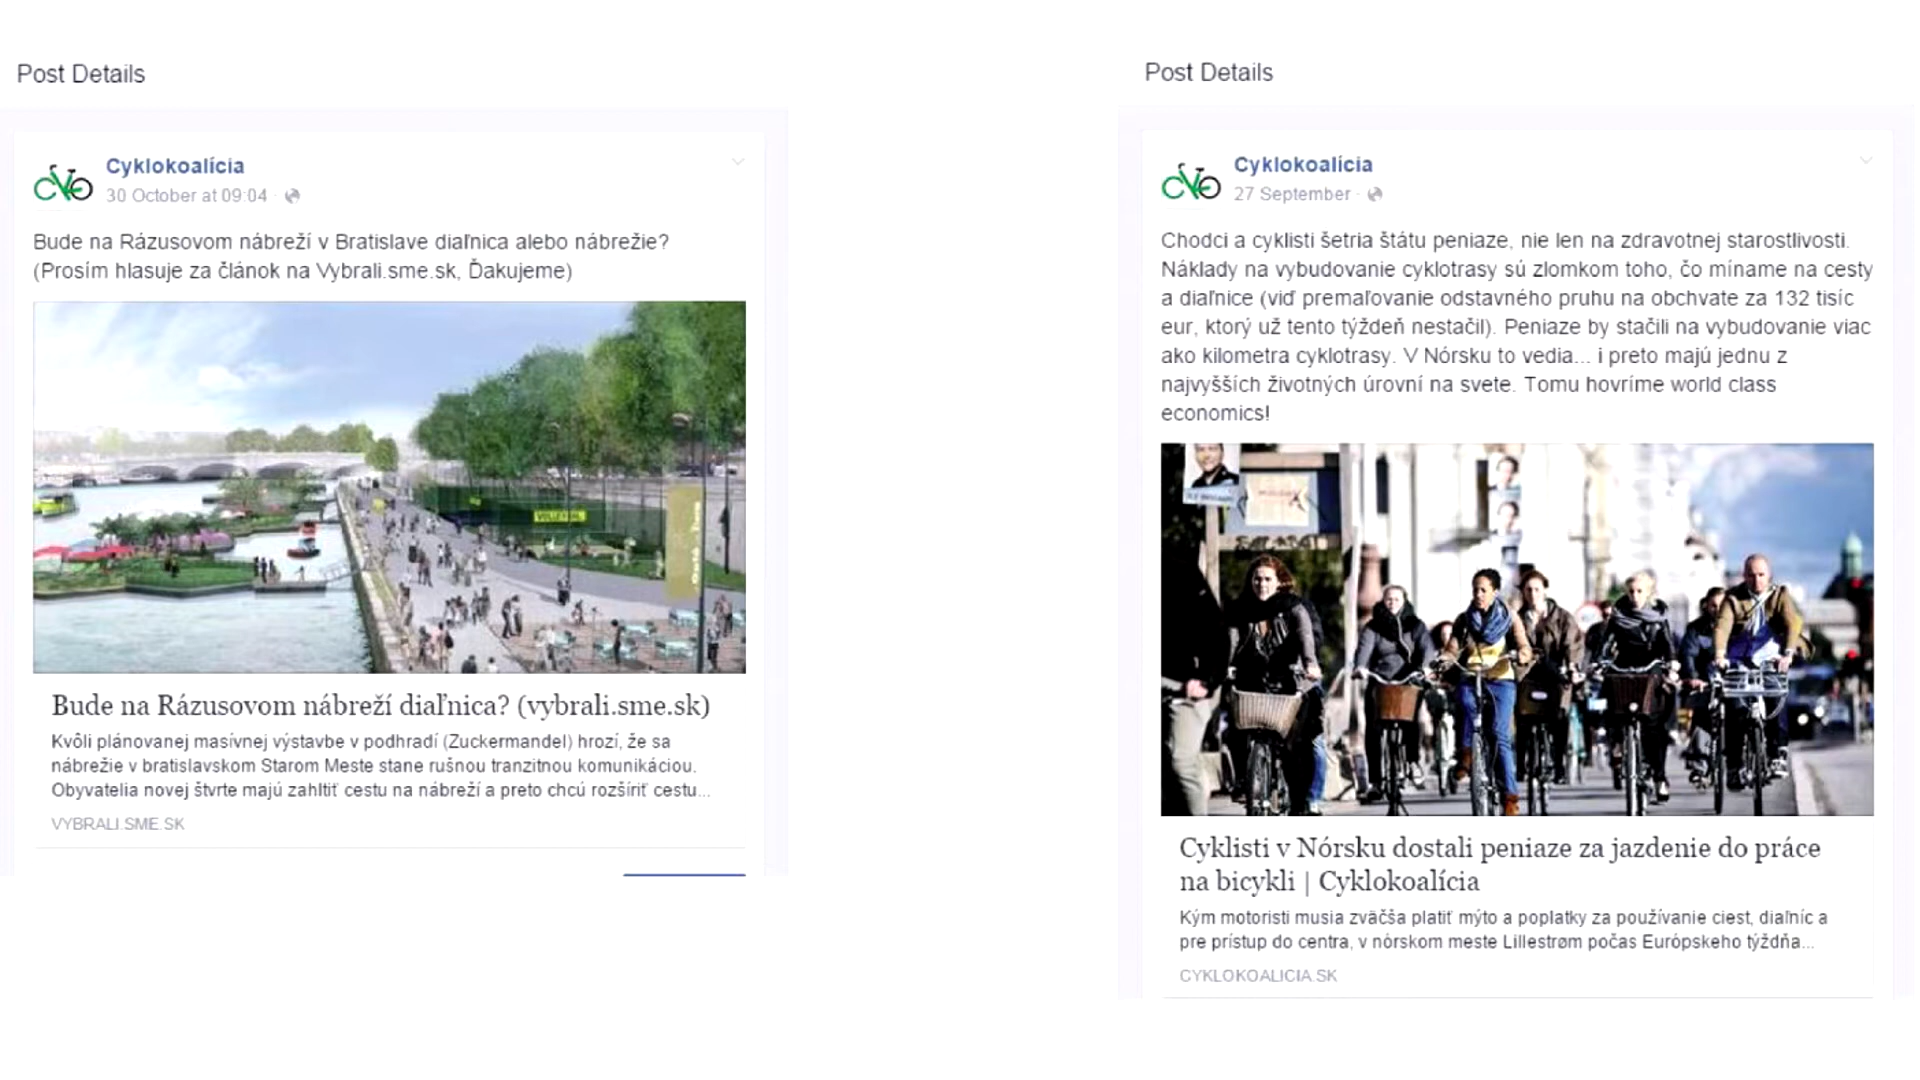 Post Details
Cyklokoalícia
30 October at 09:04
Bude na Rázusovom nábreží v Bratislave diaľnica alebo nábrežie?
(Prosím hlasuje za článok na Vybrali.sme.sk, Ďakujeme)
VOLLEYBALL
Bude na Rázusovom nábreží diaľnica? (vybrali.sme.sk)
Kvôli plánovanej masívnej výstavbe v podhradí (Zuckermandel) hrozí, že sa
nábrežie v bratislavskom Starom Meste stane rušnou tranzitnou komunikáciou.
Obyvatelia novej štvrte majú zahltiť cestu na nábreží a preto chcú rozšíriť cestu...
VYBRALI.SME.SK
Post Details
Cyklokoalícia
27 September
Chodci a cyklisti šetria štátu peniaze, nie len na zdravotnej starostlivosti.
Náklady na vybudovanie cyklotrasy sú zlomkom toho, čo míname na cesty
a diaľnice (viď premaľovanie odstavného pruhu na obchvate za 132 tisíc
eur, ktorý už tento týždeň nestačil). Peniaze by stačili na vybudovanie viac
ako kilometra cyklotrasy. V Nórsku to vedia... i preto majú jednu z
najvyšších životných úrovní na svete. Tomu hovríme world class
economics!
Cyklisti v Nórsku dostali peniaze za jazdenie do práce
na bicykli | Cyklokoalícia
Kým motoristi musia zväčša platiť mýto a poplatky za používanie ciest, diaľníc a
pre prístup do centra, v nórskom meste Lillestrøm počas Európskeho týždňa...
CYKLOKOALICIA.SK